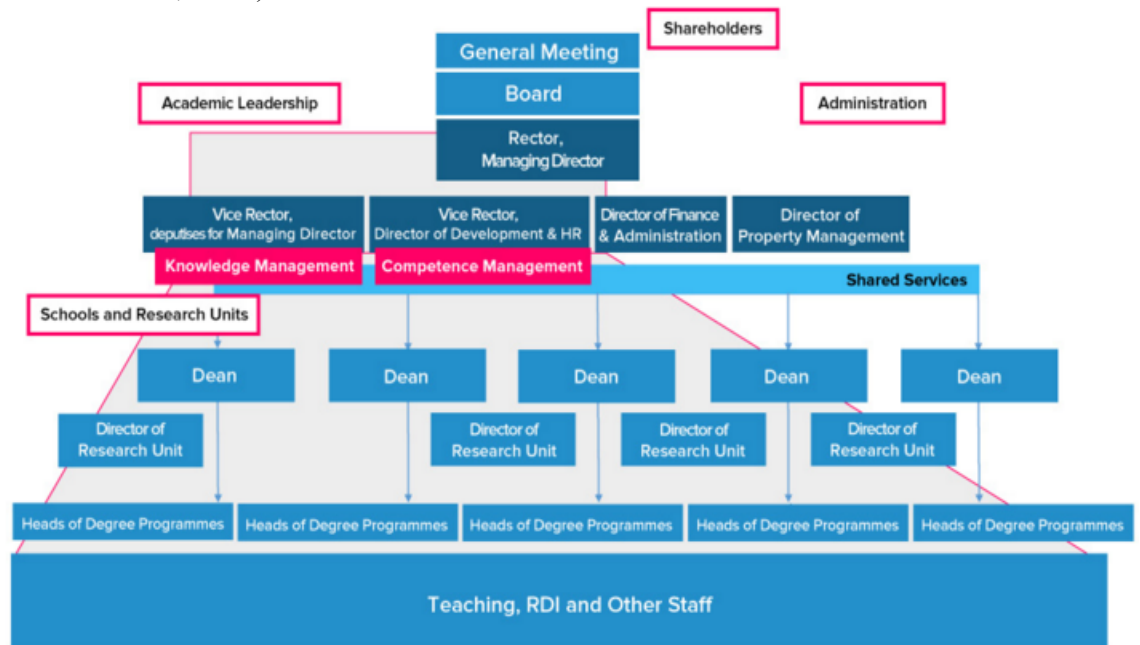 Shareholders
General Meeting
Board
Academic Leadership
Administration
Rector,
Managing Director
Vice Rector,
deputises for Managing Director
Vice Rector,
Director of Development & HR
Director of Finance
& Administration
Director of
Property Management
Knowledge Management
Competence Management
Shared Services
Schools and Research Units
Dean
Dean
Dean
Dean
Dean
Director of
Research Unit
Director of
Research Unit
Director of
Research Unit
Director of
Research Unit
Heads of Degree Programmes
Heads of Degree Programmes
Heads of Degree Programmes
Heads of Degree Programmes
Heads of Degree Programmes
Teaching, RDI and Other Staff